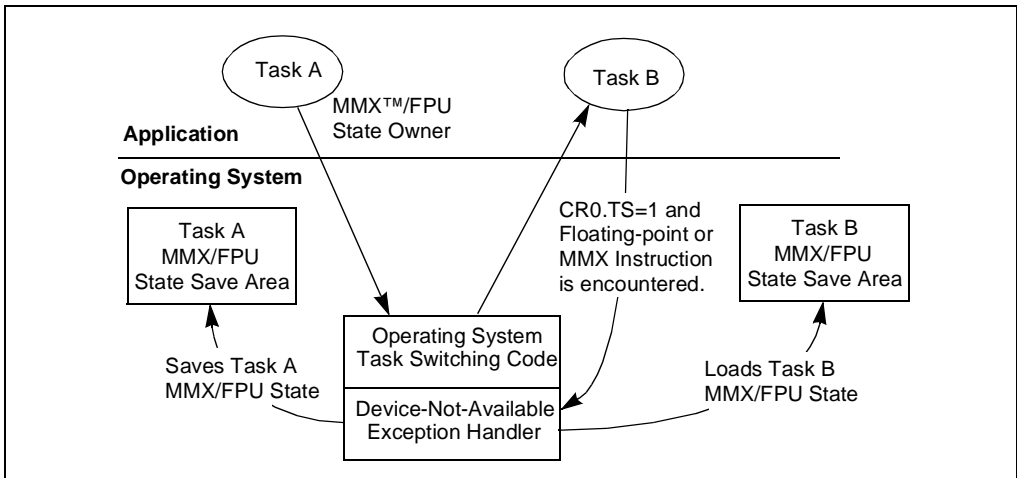 Task A
Task B
MMX™/FPU
State Owner
Application
Operating System
CR0.TS=1 and
Floating-point or
MMX Instruction
is encountered.
Task A
MMX/FPU
State Save Area
Task B
MMX/FPU
State Save Area
Operating System
Task Switching Code
Saves Task A
MMX/FPU State
Loads Task B
MMX/FPU State
Device-Not-Available
Exception Handler